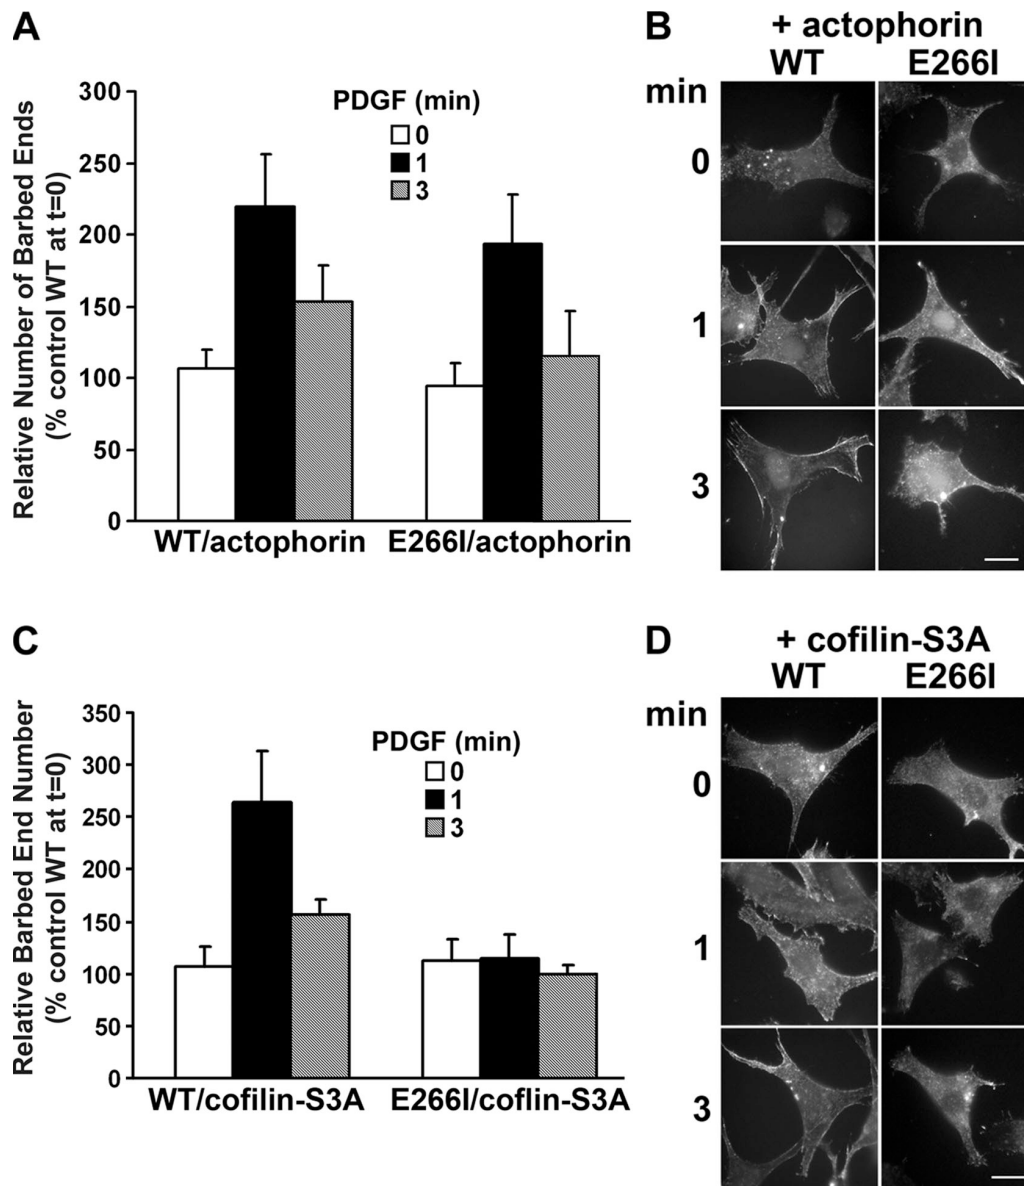 A
Relative Number of Barbed Ends
(% control WT at t=0)
300
250
200
150
100
50
0
PDGF (min)
0
1
3
WT/actophorin E266I/actophorin
B
+ actophorin
WT E266I
min
0
1
3
C
Relative Barbed End Number
(% control WT at t=0)
350
300
250
200
150
100
50
0
PDGF (min)
0
1
3
WT/cofilin-S3A E266I/coflin-S3A
D
+ cofilin-S3A
WT E266I
min
0
1
3